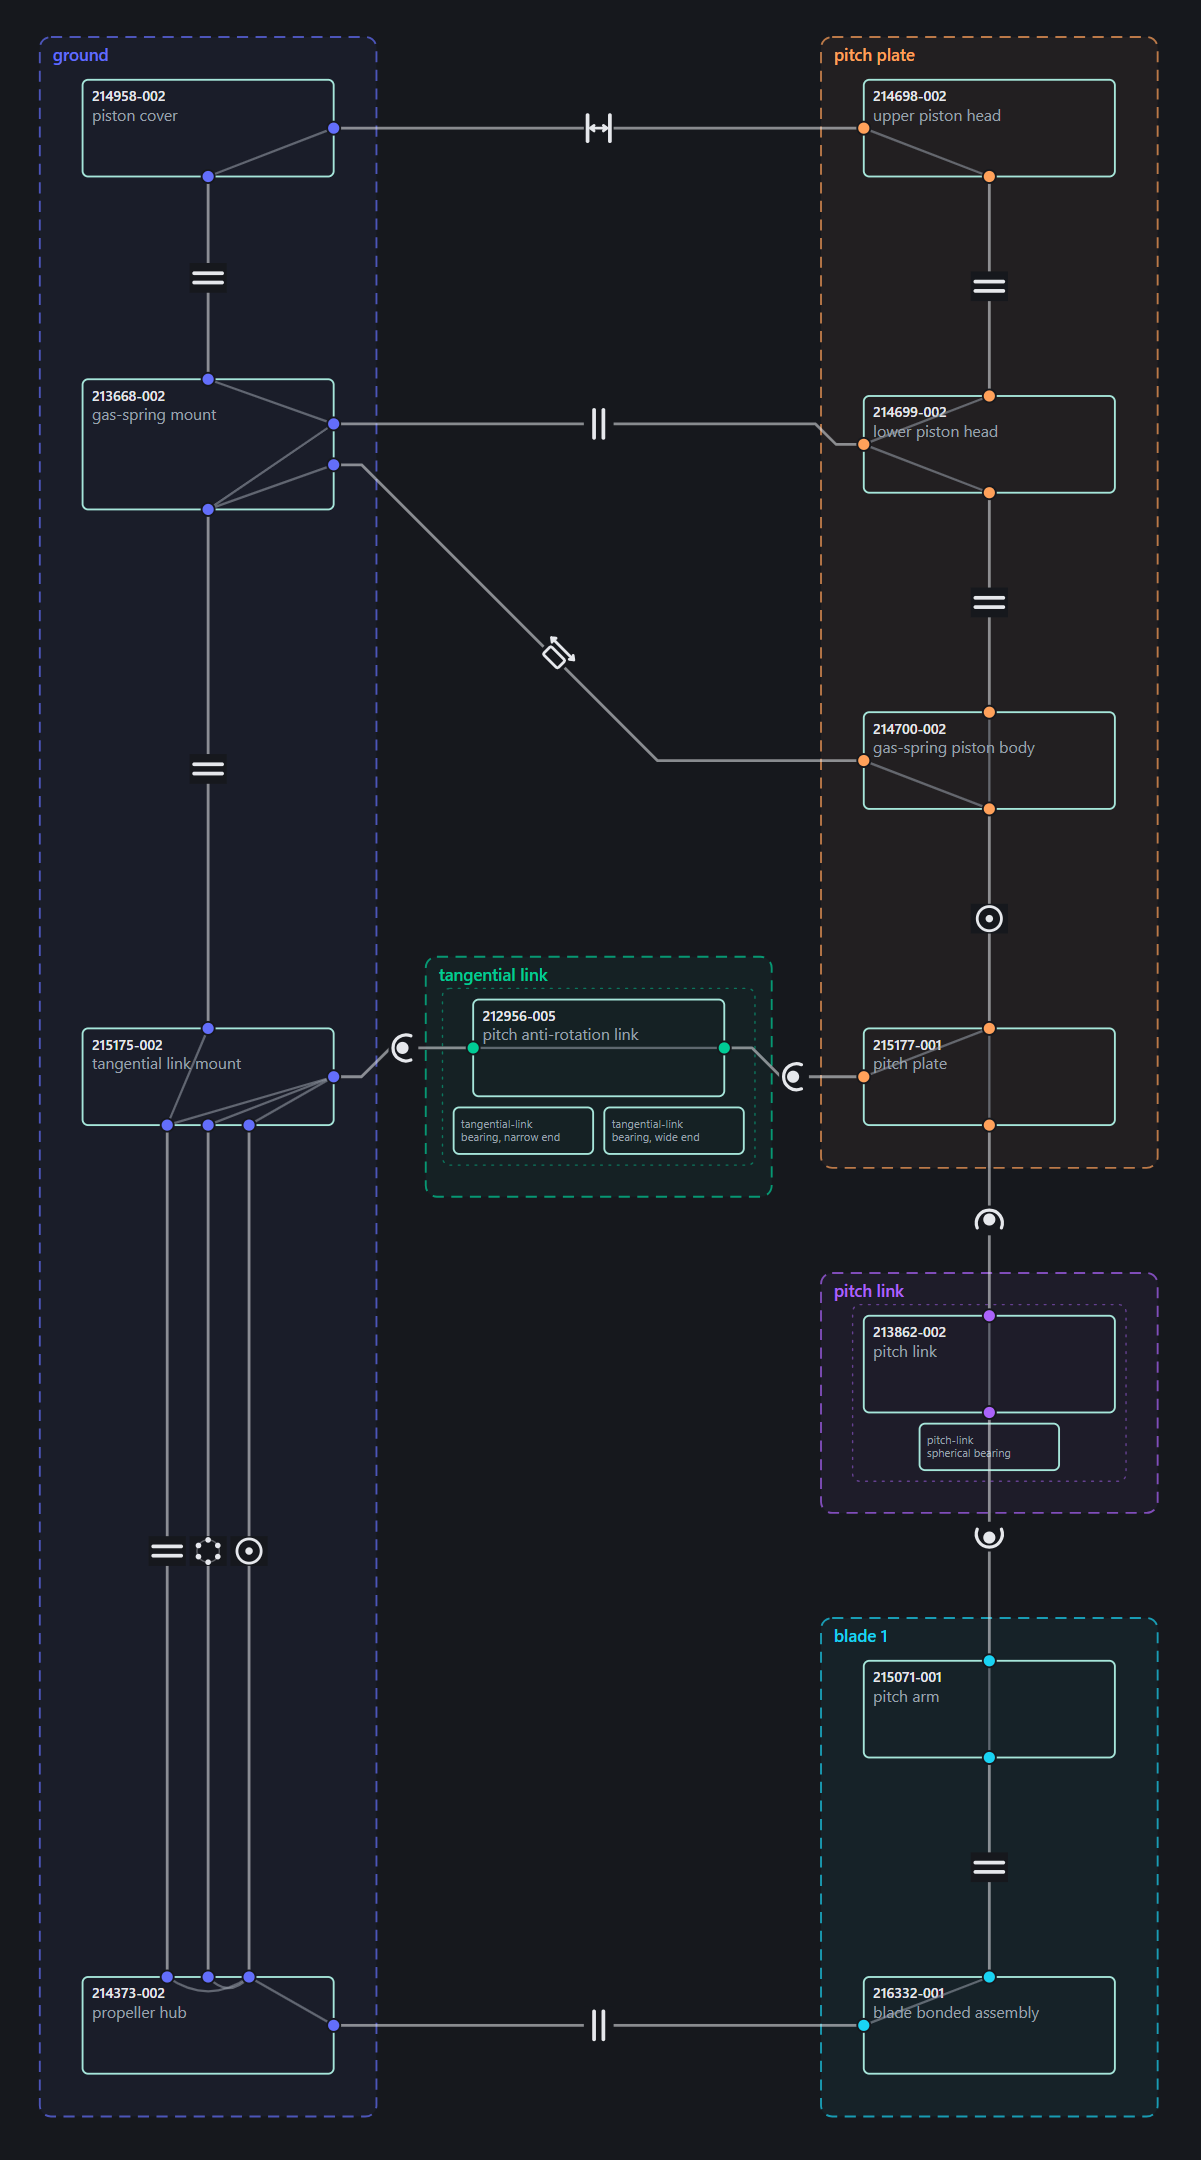 ground
214958-002
piston cover
213668-002
gas-spring mount
215175-002
tangential link mount
214373-002
propeller hub
tangential link
212956-005
pitch anti-rotation link
tangential-link
bearing, narrow end
tangential-link
bearing, wide end
pitch plate
214698-002
upper piston head
214699-002
lower piston head
214700-002
gas-spring piston body
215177-001
pitch plate
pitch link
213862-002
pitch link
pitch-link
spherical bearing
blade 1
215071-001
pitch arm
216332-001
blade bonded assembly